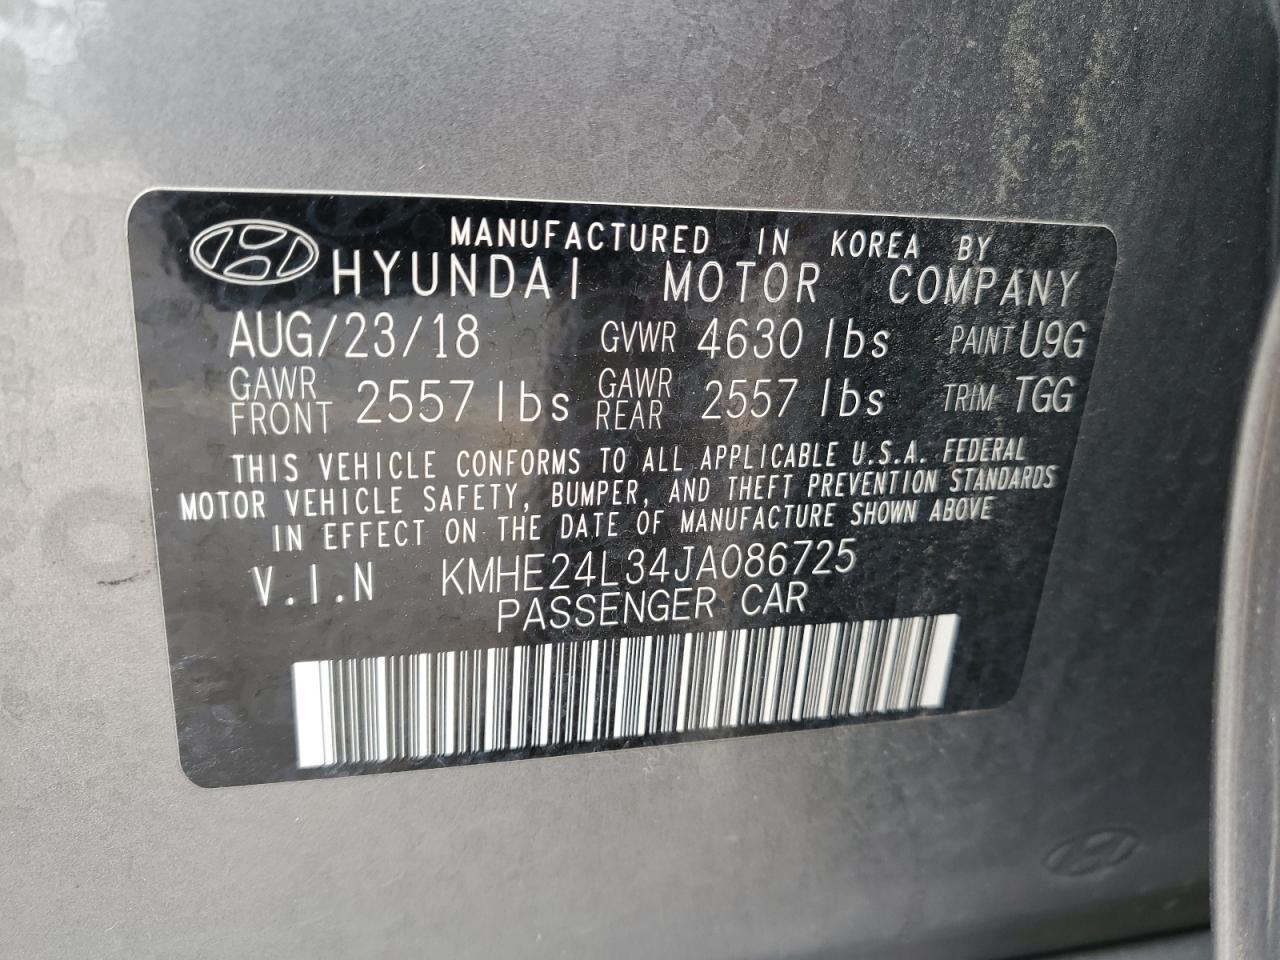 MANUFACTURED IN KOREA BY
HYUNDAI MOTOR COMPANY
AUG/23/18 GVWR 4630 lbs PAINT U9G
GAWR FRONT 2557 lbs GAWR REAR 2557 lbs TRIM TGG
THIS VEHICLE CONFORMS TO ALL APPLICABLE U.S.A. FEDERAL
MOTOR VEHICLE SAFETY, BUMPER, AND THEFT PREVENTION STANDARDS
IN EFFECT ON THE DATE OF MANUFACTURE SHOWN ABOVE
V.I.N KMHE24L34JA086725
PASSENGER CAR